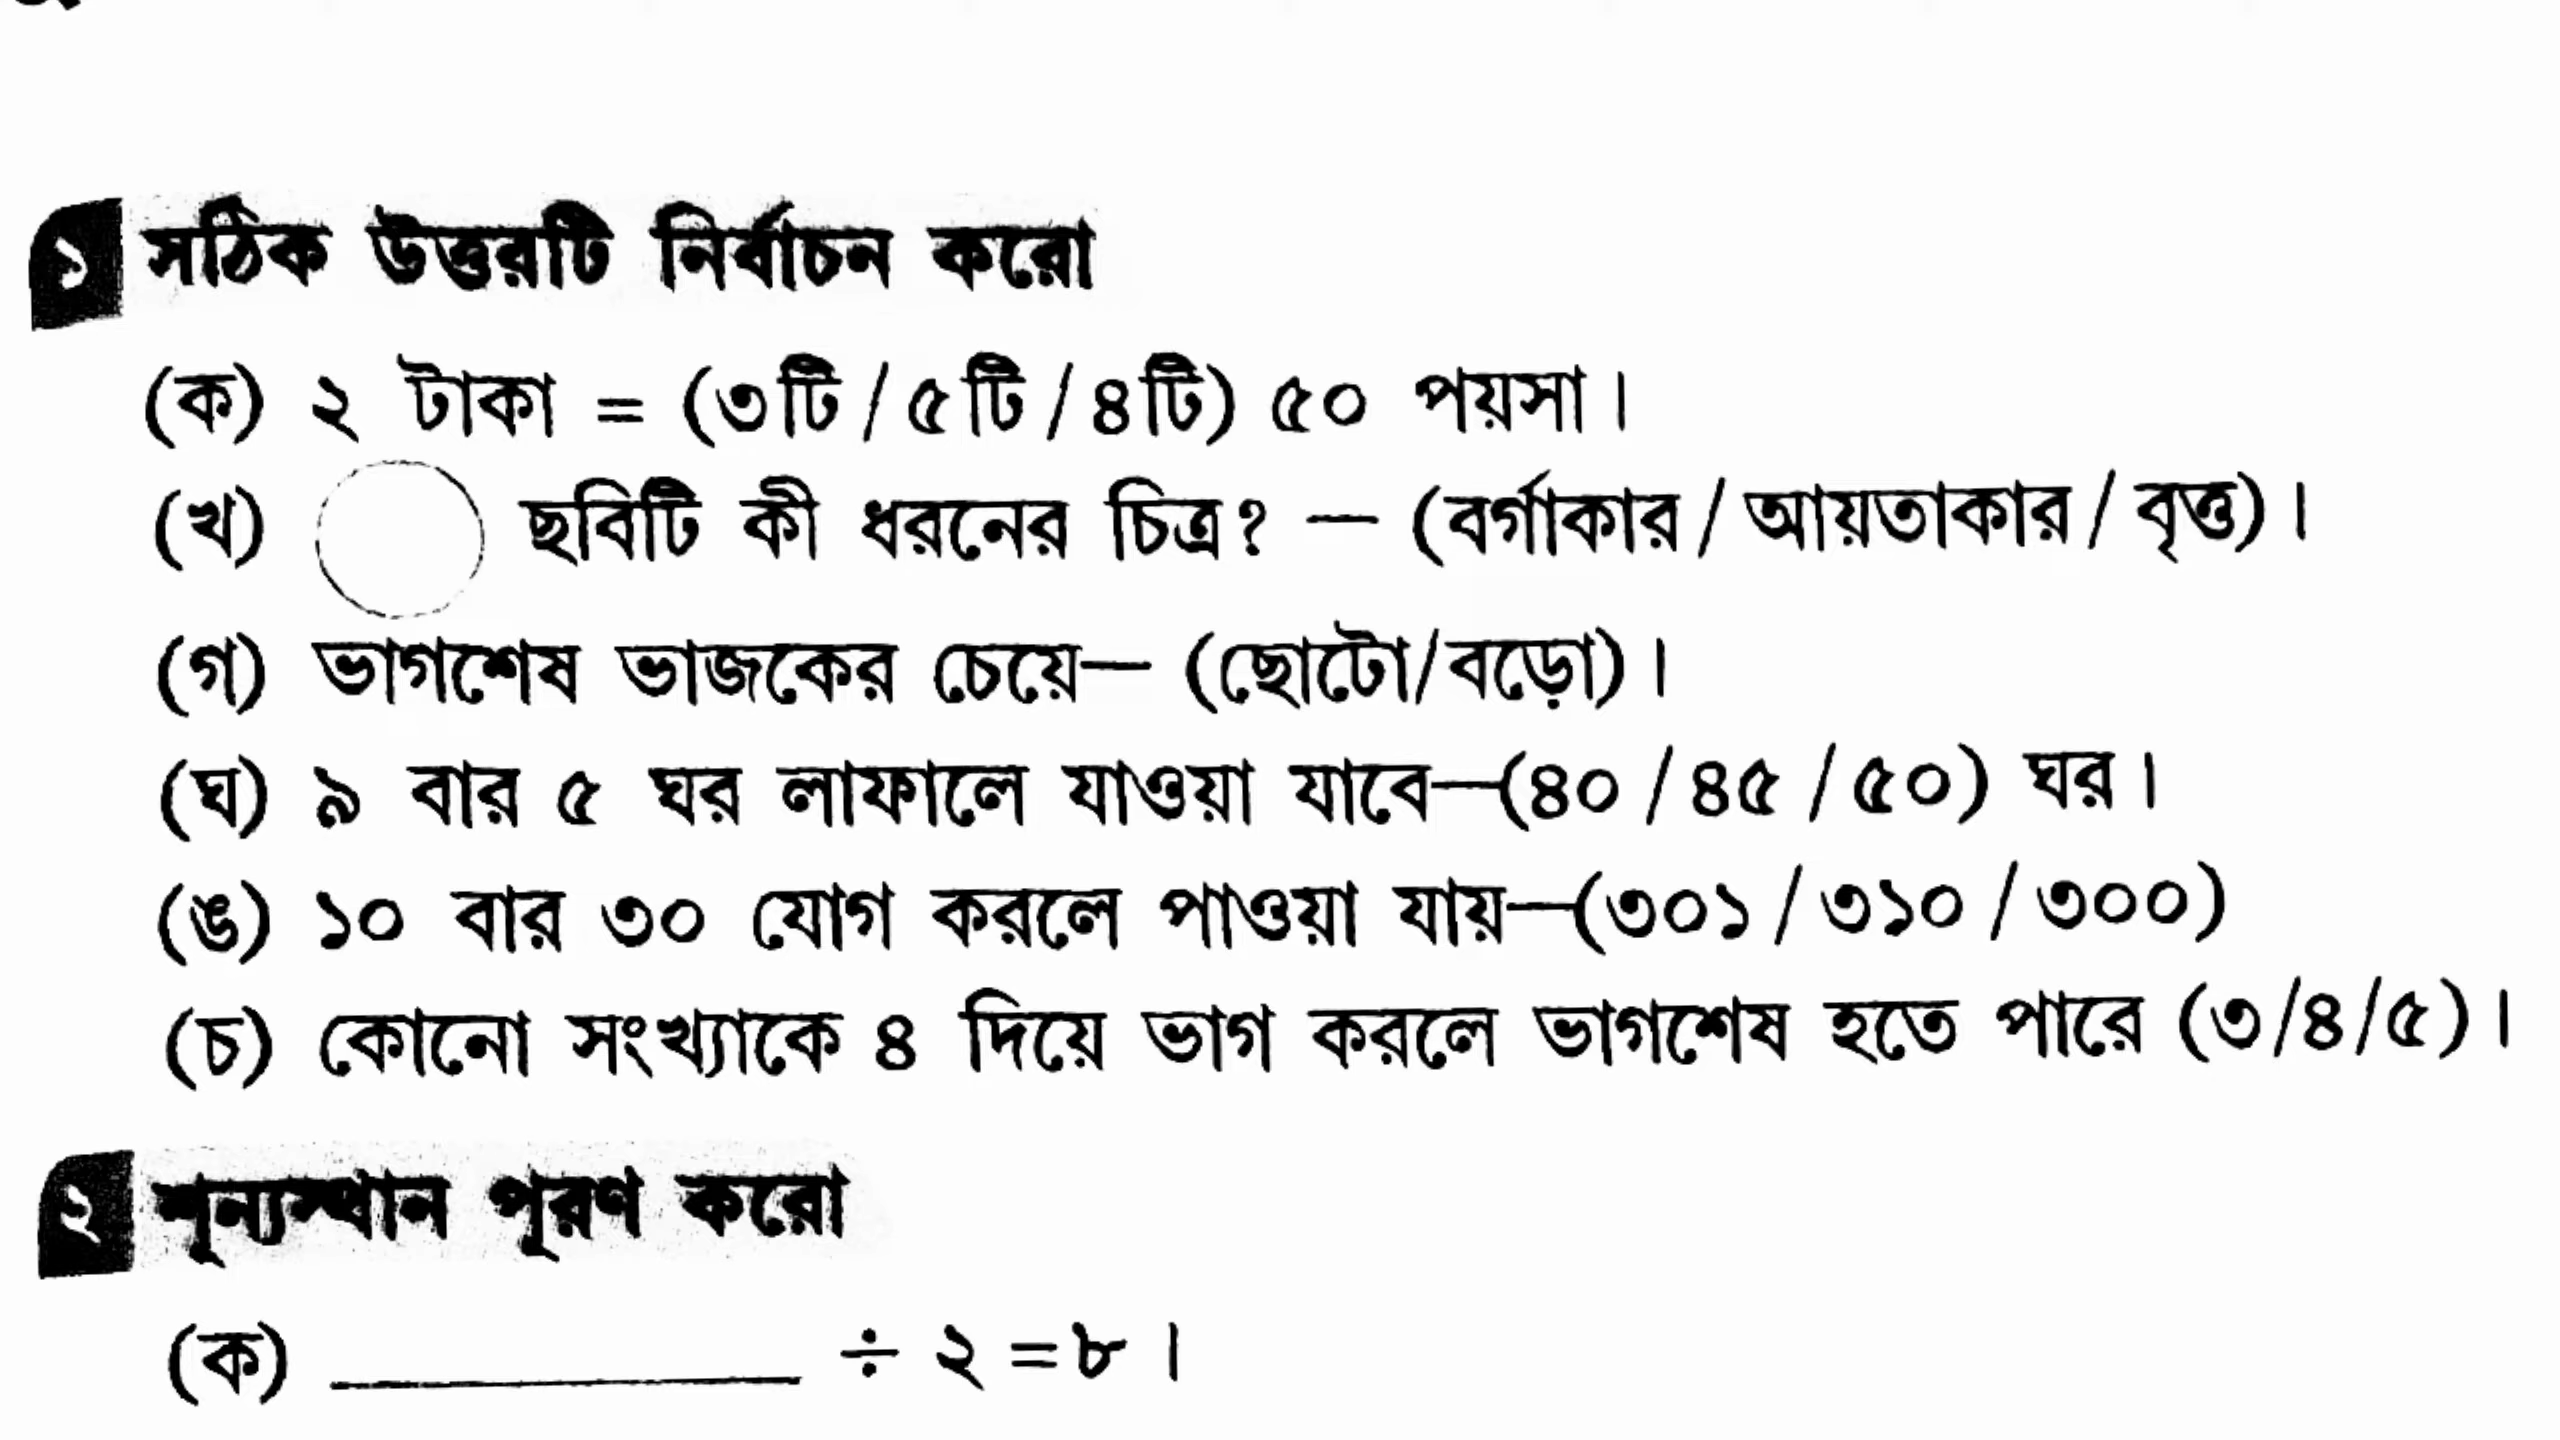 ১ সঠিক উত্তরটি নির্বাচন করো
(ক) ২ টাকা = (৩টি / ৫টি / ৪টি) ৫০ পয়সা।
(খ) ছবিটি কী ধরনের চিত্র? — (বর্গাকার / আয়তাকার / বৃত্ত)।
(গ) ভাগশেষ ভাজকের চেয়ে— (ছোটো/বড়ো)।
(ঘ) ৯ বার ৫ ঘর লাফালে যাওয়া যাবে—(৪০ / ৪৫ / ৫০) ঘর।
(ঙ) ১০ বার ৩০ যোগ করলে পাওয়া যায়—(৩০১ / ৩১০ / ৩০০)
(চ) কোনো সংখ্যাকে ৪ দিয়ে ভাগ করলে ভাগশেষ হতে পারে (৩/৪/৫)।
২ শূন্যস্থান পূরণ করো
(ক) __________ ÷ ২ = ৮ ।